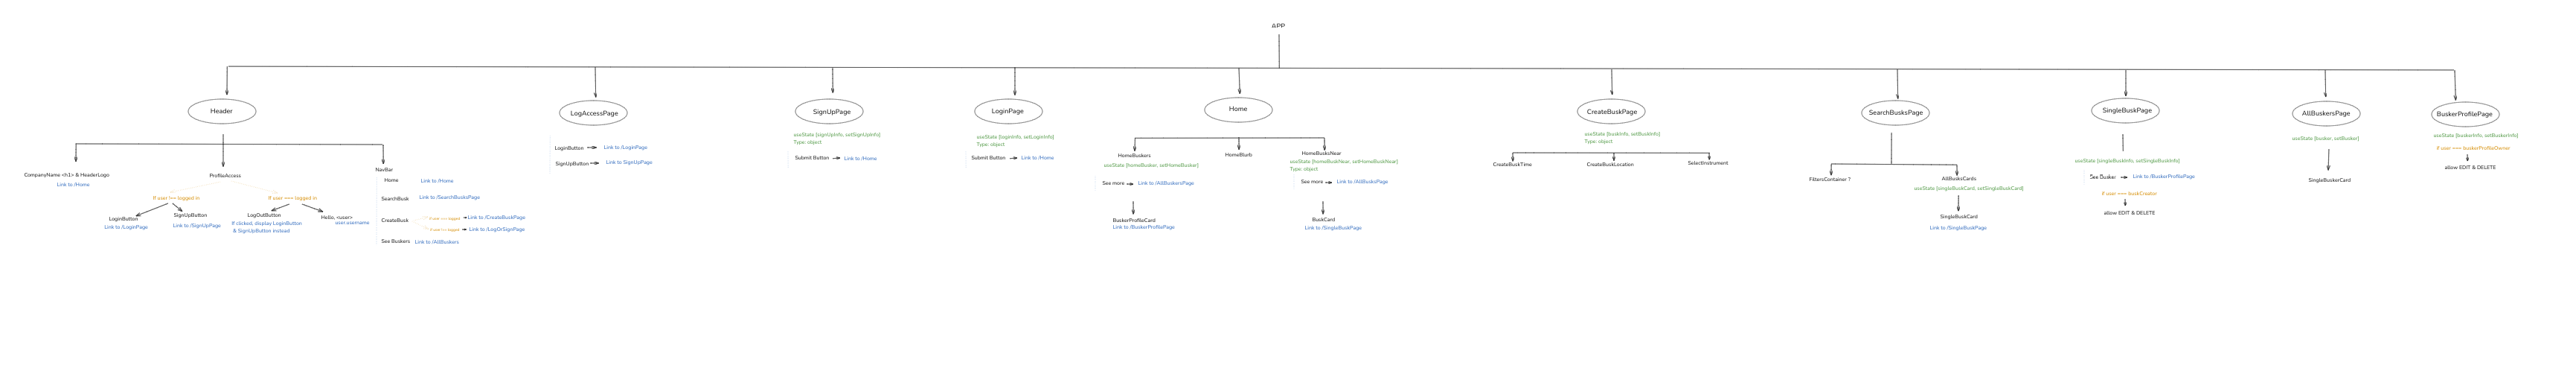 APP
Header
LogAccessPage
SignUpPage
LoginPage
Home
CreateBuskPage
SearchBusksPage
SingleBuskPage
AllBuskersPage
BuskerProfilePage
CompanyName <h1> & HeaderLogo
Link to /Home
ProfileAccess
If user !== logged in
LoginButton
Link to /LoginPage
SignUpButton
Link to /SignUpPage
If user === logged in
LogOutButton
If clicked, display LoginButton
& SignUpButton instead
Hello, <user>
user.username
NavBar
Home
Link to /Home
SearchBusk
Link to /SearchBusksPage
CreateBusk
Link to /CreateBuskPage
Link to /LogOrSignPage
See Buskers
Link to /AllBuskers
LoginButton
Link to /LoginPage
SignUpButton
Link to SignUpPage
useState [signUpInfo, setSignUpInfo]
Type: object
Submit Button
Link to /Home
useState [loginInfo, setLoginInfo]
Type: object
Submit Button
Link to /Home
HomeBuskers
useState [homeBusker, setHomeBusker]
See more
Link to /AllBuskersPage
BuskerProfileCard
Link to /BuskerProfilePage
HomeBlurb
HomeBusksNear
useState [homeBuskNear, setHomeBuskNear]
Type: object
See more
Link to /AllBusksPage
BuskCard
Link to /SingleBuskPage
useState [buskInfo, setBuskInfo]
Type: object
CreateBuskTime
CreateBuskLocation
SelectInstrument
FiltersContainer ?
AllBusksCards
useState [singleBuskCard, setSingleBuskCard]
SingleBuskCard
Link to /SingleBuskPage
useState [singleBuskInfo, setSingleBuskInfo]
See Busker
Link to /BuskerProfilePage
If user === buskCreator
allow EDIT & DELETE
useState [busker, setBusker]
SingleBuskerCard
useState [buskerInfo, setBuskerInfo]
If user === buskerProfileOwner
allow EDIT & DELETE